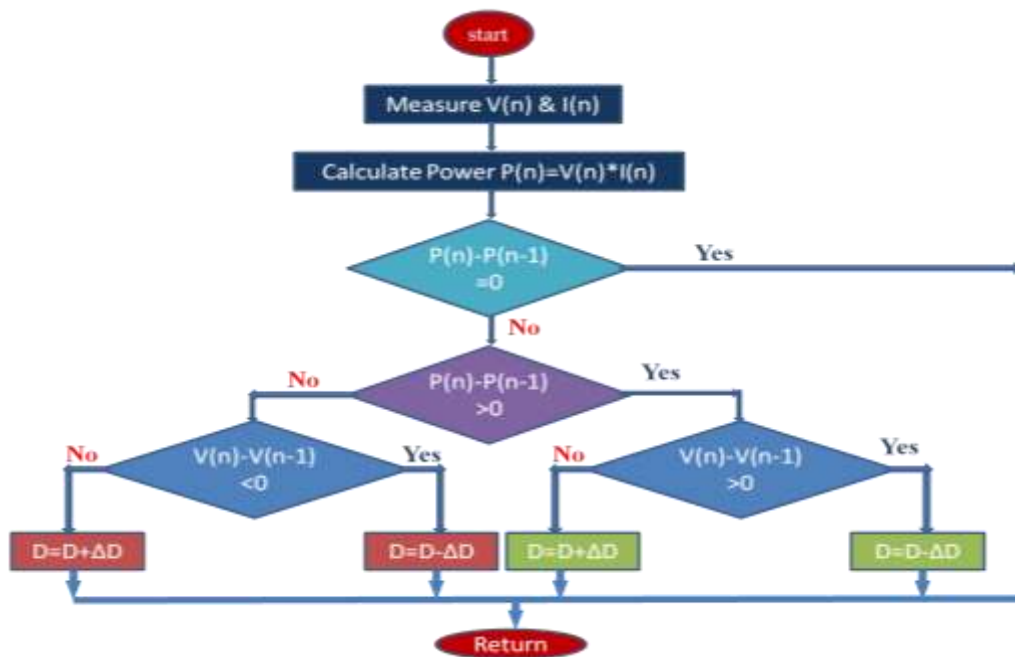 start
Measure V(n) & I(n)
Calculate Power P(n)=V(n)*I(n)
P(n)-P(n-1)
=0
Yes
No
P(n)-P(n-1)
>0
No
Yes
V(n)-V(n-1)
<0
No
Yes
V(n)-V(n-1)
>0
No
Yes
D=D+ΔD
D=D-ΔD
D=D+ΔD
D=D-ΔD
Return